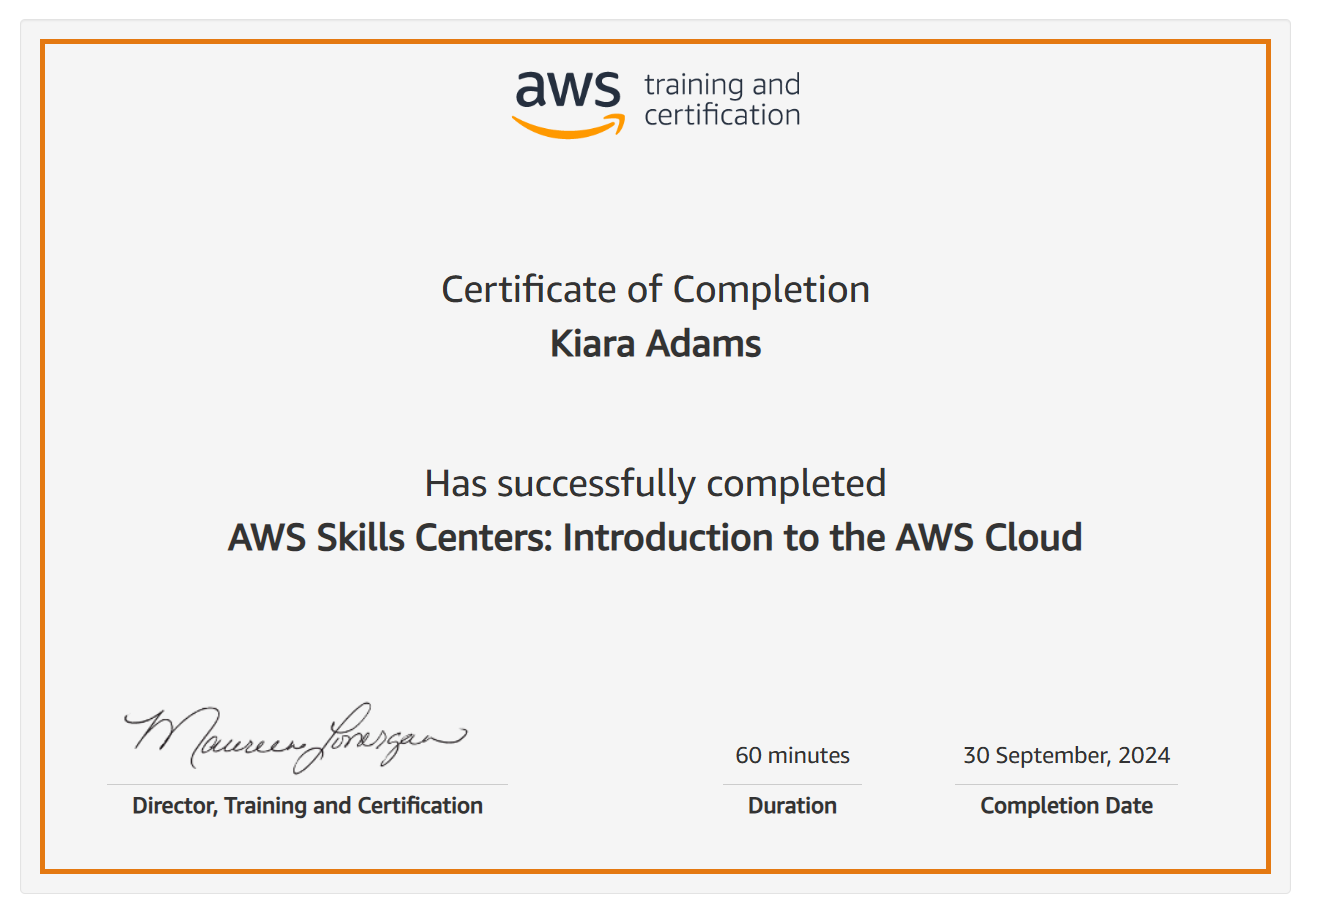 aws training and
certification
Certificate of Completion
Kiara Adams
Has successfully completed
AWS Skills Centers: Introduction to the AWS Cloud
Maureen Lonergan
Director, Training and Certification
60 minutes
Duration
30 September, 2024
Completion Date